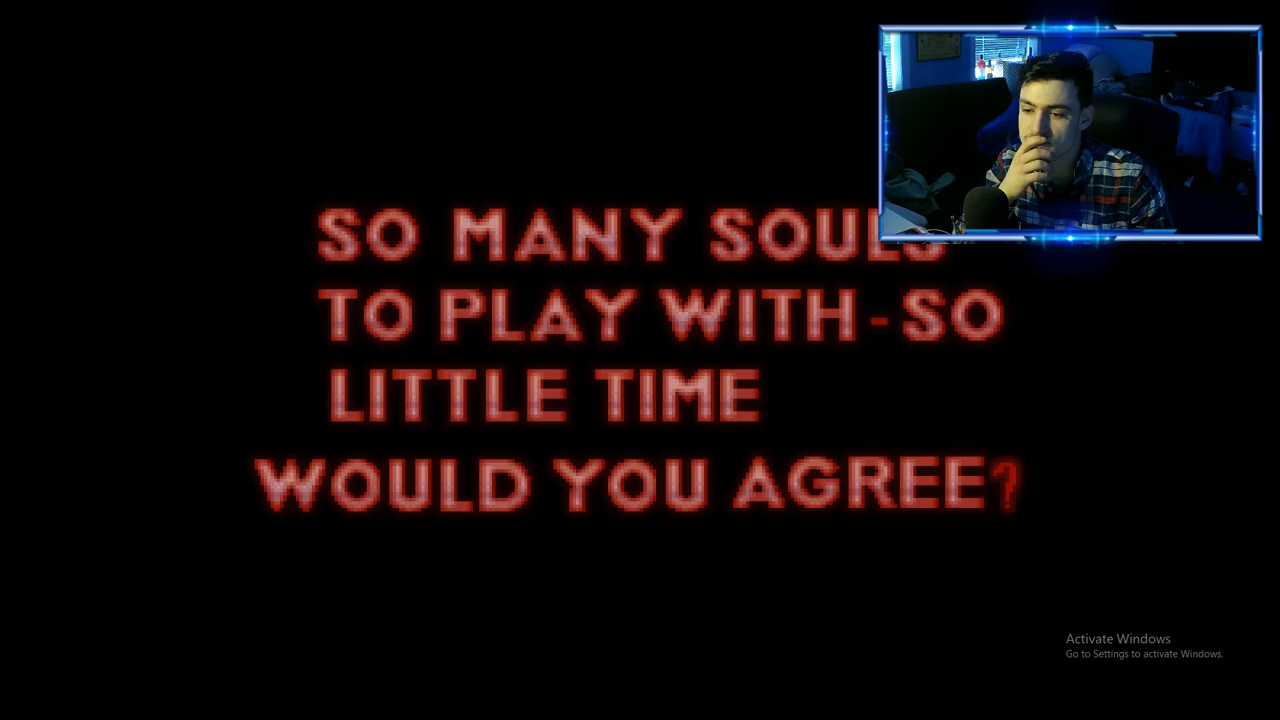 SO MANY SOULS
TO PLAY WITH-SO
LITTLE TIME
WOULD YOU AGREE?
Activate Windows
Go to Settings to activate Windows.